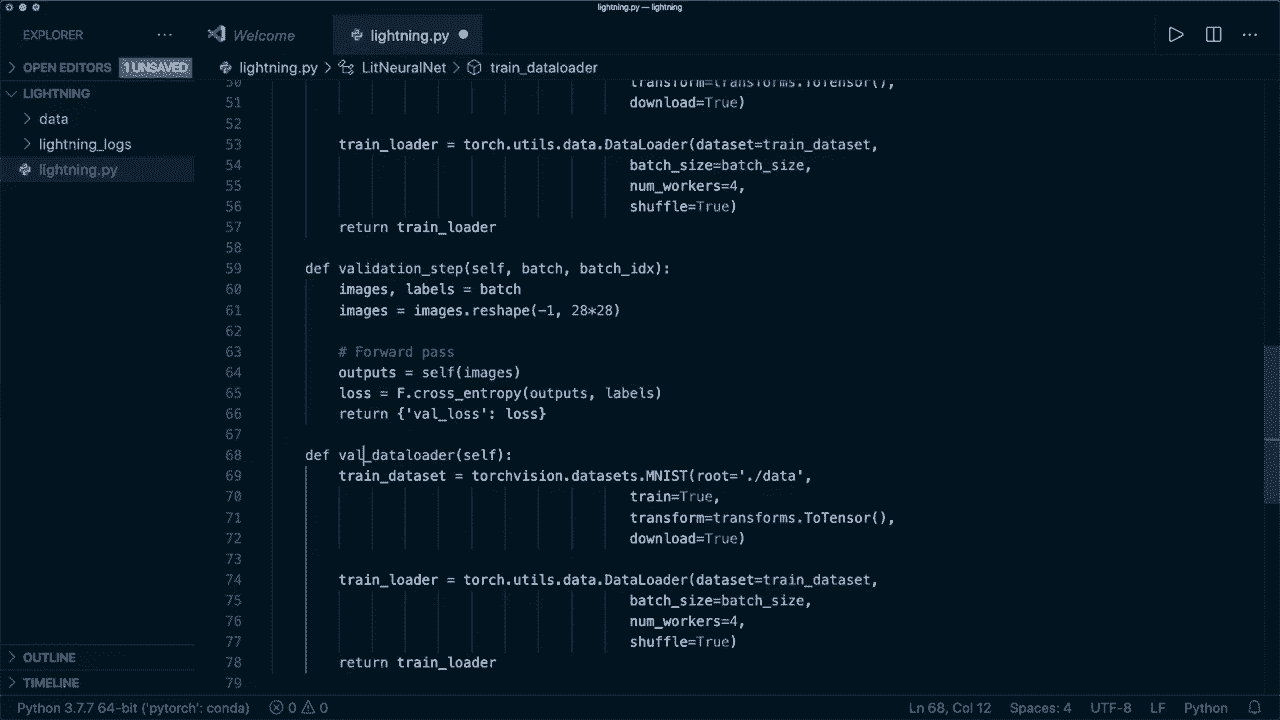 lightning.py — lightning
EXPLORER
Welcome
lightning.py
OPEN EDITORS 1 UNSAVED
lightning.py > LitNeuralNet > train_dataloader
LIGHTNING
data
lightning_logs
lightning.py
50 transform=transforms.ToTensor(),
51 download=True)
52
53 train_loader = torch.utils.data.DataLoader(dataset=train_dataset,
54 batch_size=batch_size,
55 num_workers=4,
56 shuffle=True)
57 return train_loader
58
59 def validation_step(self, batch, batch_idx):
60 images, labels = batch
61 images = images.reshape(-1, 28*28)
62
63 # Forward pass
64 outputs = self(images)
65 loss = F.cross_entropy(outputs, labels)
66 return {'val_loss': loss}
67
68 def val_dataloader(self):
69 train_dataset = torchvision.datasets.MNIST(root='./data',
70 train=True,
71 transform=transforms.ToTensor(),
72 download=True)
73
74 train_loader = torch.utils.data.DataLoader(dataset=train_dataset,
75 batch_size=batch_size,
76 num_workers=4,
77 shuffle=True)
78 return train_loader
79
OUTLINE
TIMELINE
Python 3.7.7 64-bit ('pytorch': conda) 0 0 Ln 68, Col 12 Spaces: 4 UTF-8 LF Python